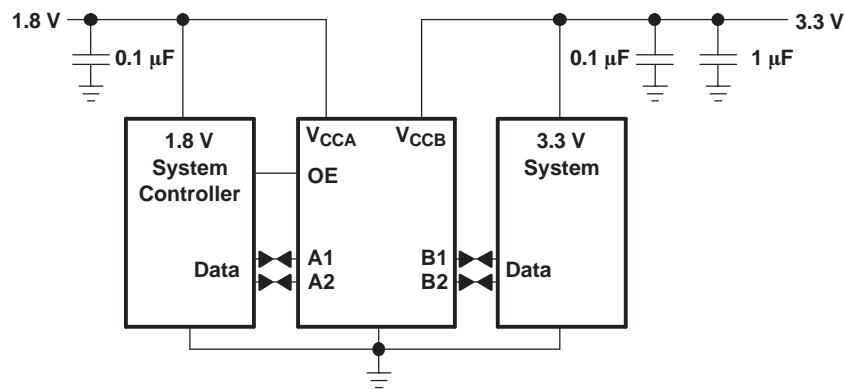 1.8 V
3.3 V
0.1 μF
0.1 μF
1 μF
1.8 V
System
Controller
VCCA
VCCB
OE
3.3 V
System
Data
A1
A2
B1
B2
Data